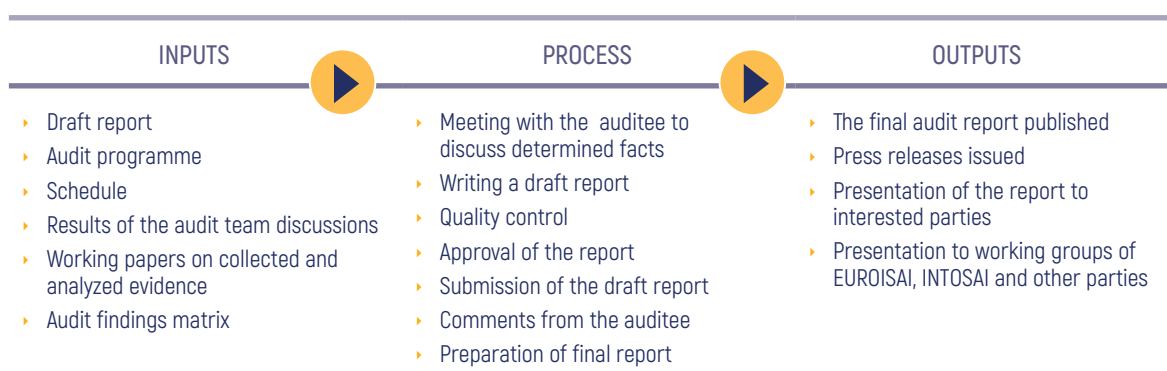 INPUTS
PROCESS
OUTPUTS
Draft report
Audit programme
Schedule
Results of the audit team discussions
Working papers on collected and
analyzed evidence
Audit findings matrix
Meeting with the auditee to
discuss determined facts
Writing a draft report
Quality control
Approval of the report
Submission of the draft report
Comments from the auditee
Preparation of final report
The final audit report published
Press releases issued
Presentation of the report to
interested parties
Presentation to working groups of
EUROISAI, INTOSAI and other parties